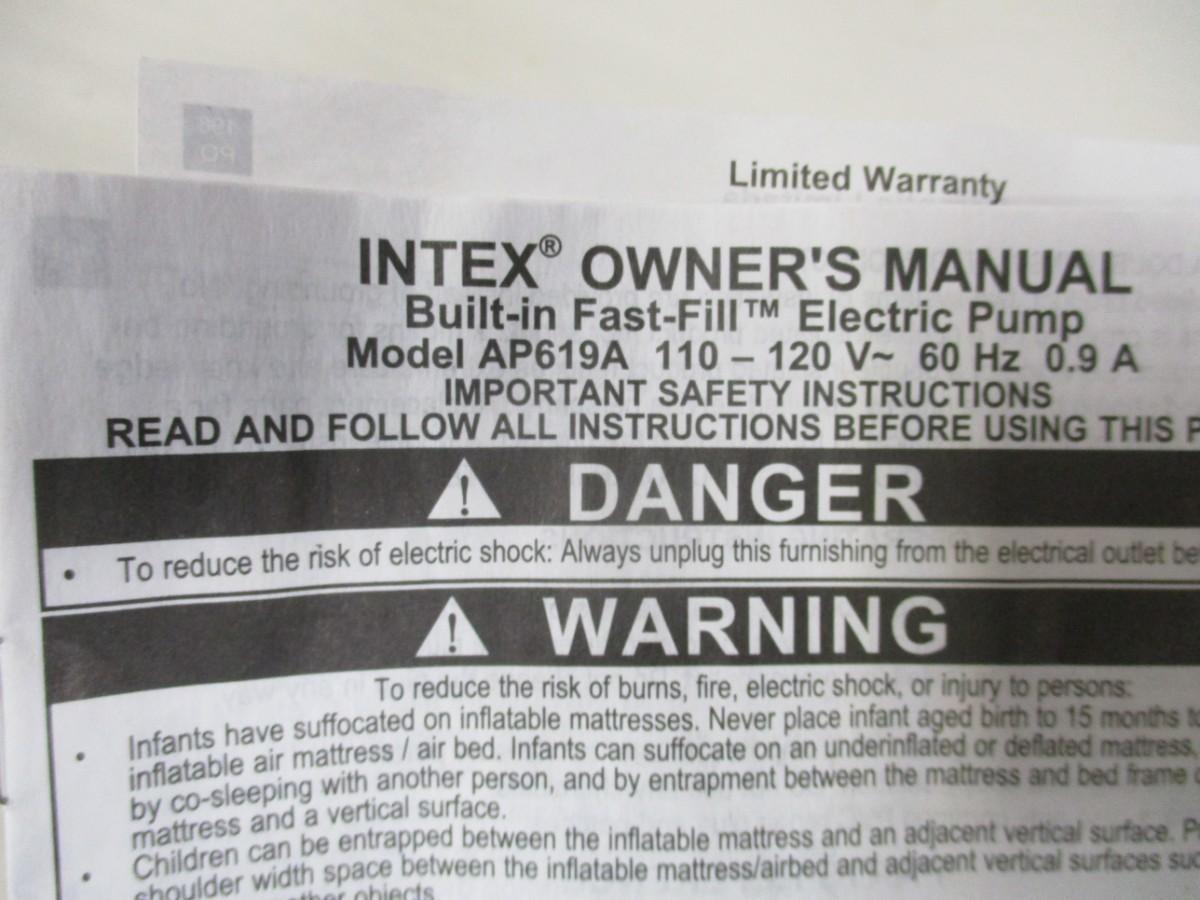 Limited Warranty
INTEX® OWNER'S MANUAL
Built-in Fast-Fill™ Electric Pump
Model AP619A 110 – 120 V~ 60 Hz 0.9 A
IMPORTANT SAFETY INSTRUCTIONS
READ AND FOLLOW ALL INSTRUCTIONS BEFORE USING THIS P
DANGER
• To reduce the risk of electric shock: Always unplug this furnishing from the electrical outlet be
WARNING
To reduce the risk of burns, fire, electric shock, or injury to persons:
• Infants have suffocated on inflatable mattresses. Never place infant aged birth to 15 months t
inflatable air mattress / air bed. Infants can suffocate on an underinflated or deflated mattress,
by co-sleeping with another person, and by entrapment between the mattress and bed frame
mattress and a vertical surface.
• Children can be entrapped between the inflatable mattress and an adjacent vertical surface. P
shoulder width space between the inflatable mattress/airbed and adjacent vertical surfaces suc
other objects.